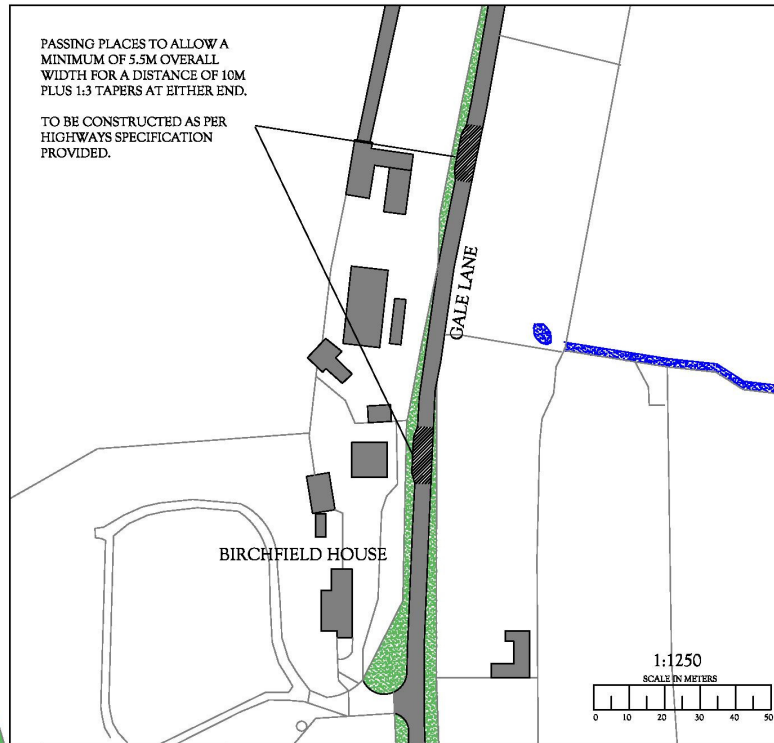 PASSING PLACES TO ALLOW A
MINIMUM OF 5.5M OVERALL
WIDTH FOR A DISTANCE OF 10M
PLUS 1:3 TAPERS AT EITHER END.
TO BE CONSTRUCTED AS PER
HIGHWAYS SPECIFICATION
PROVIDED.
GALE LANE
BIRCHFIELD HOUSE
1:1250
SCALE IN METERS
0 10 20 30 40 50